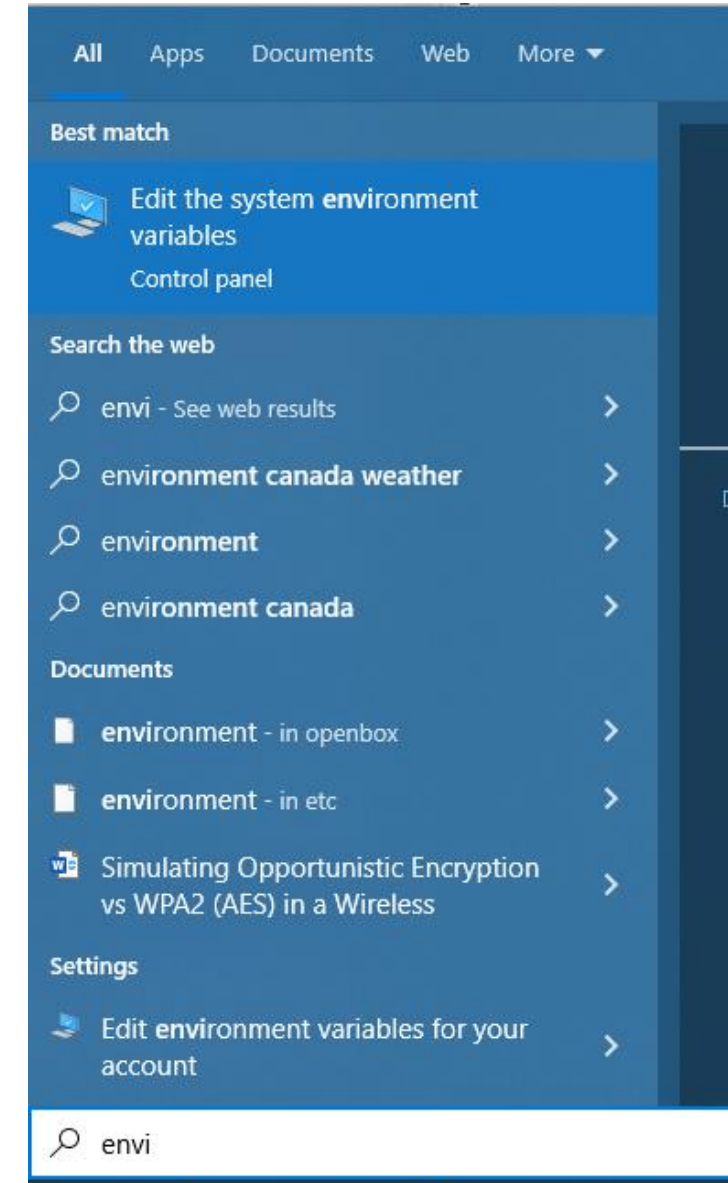 All Apps Documents Web More
Best match
Edit the system environment
variables
Control panel
Search the web
envi - See web results
environment canada weather
environment
environment canada
Documents
environment - in openbox
environment - in etc
Simulating Opportunistic Encryption
vs WPA2 (AES) in a Wireless
Settings
Edit environment variables for your
account
envi